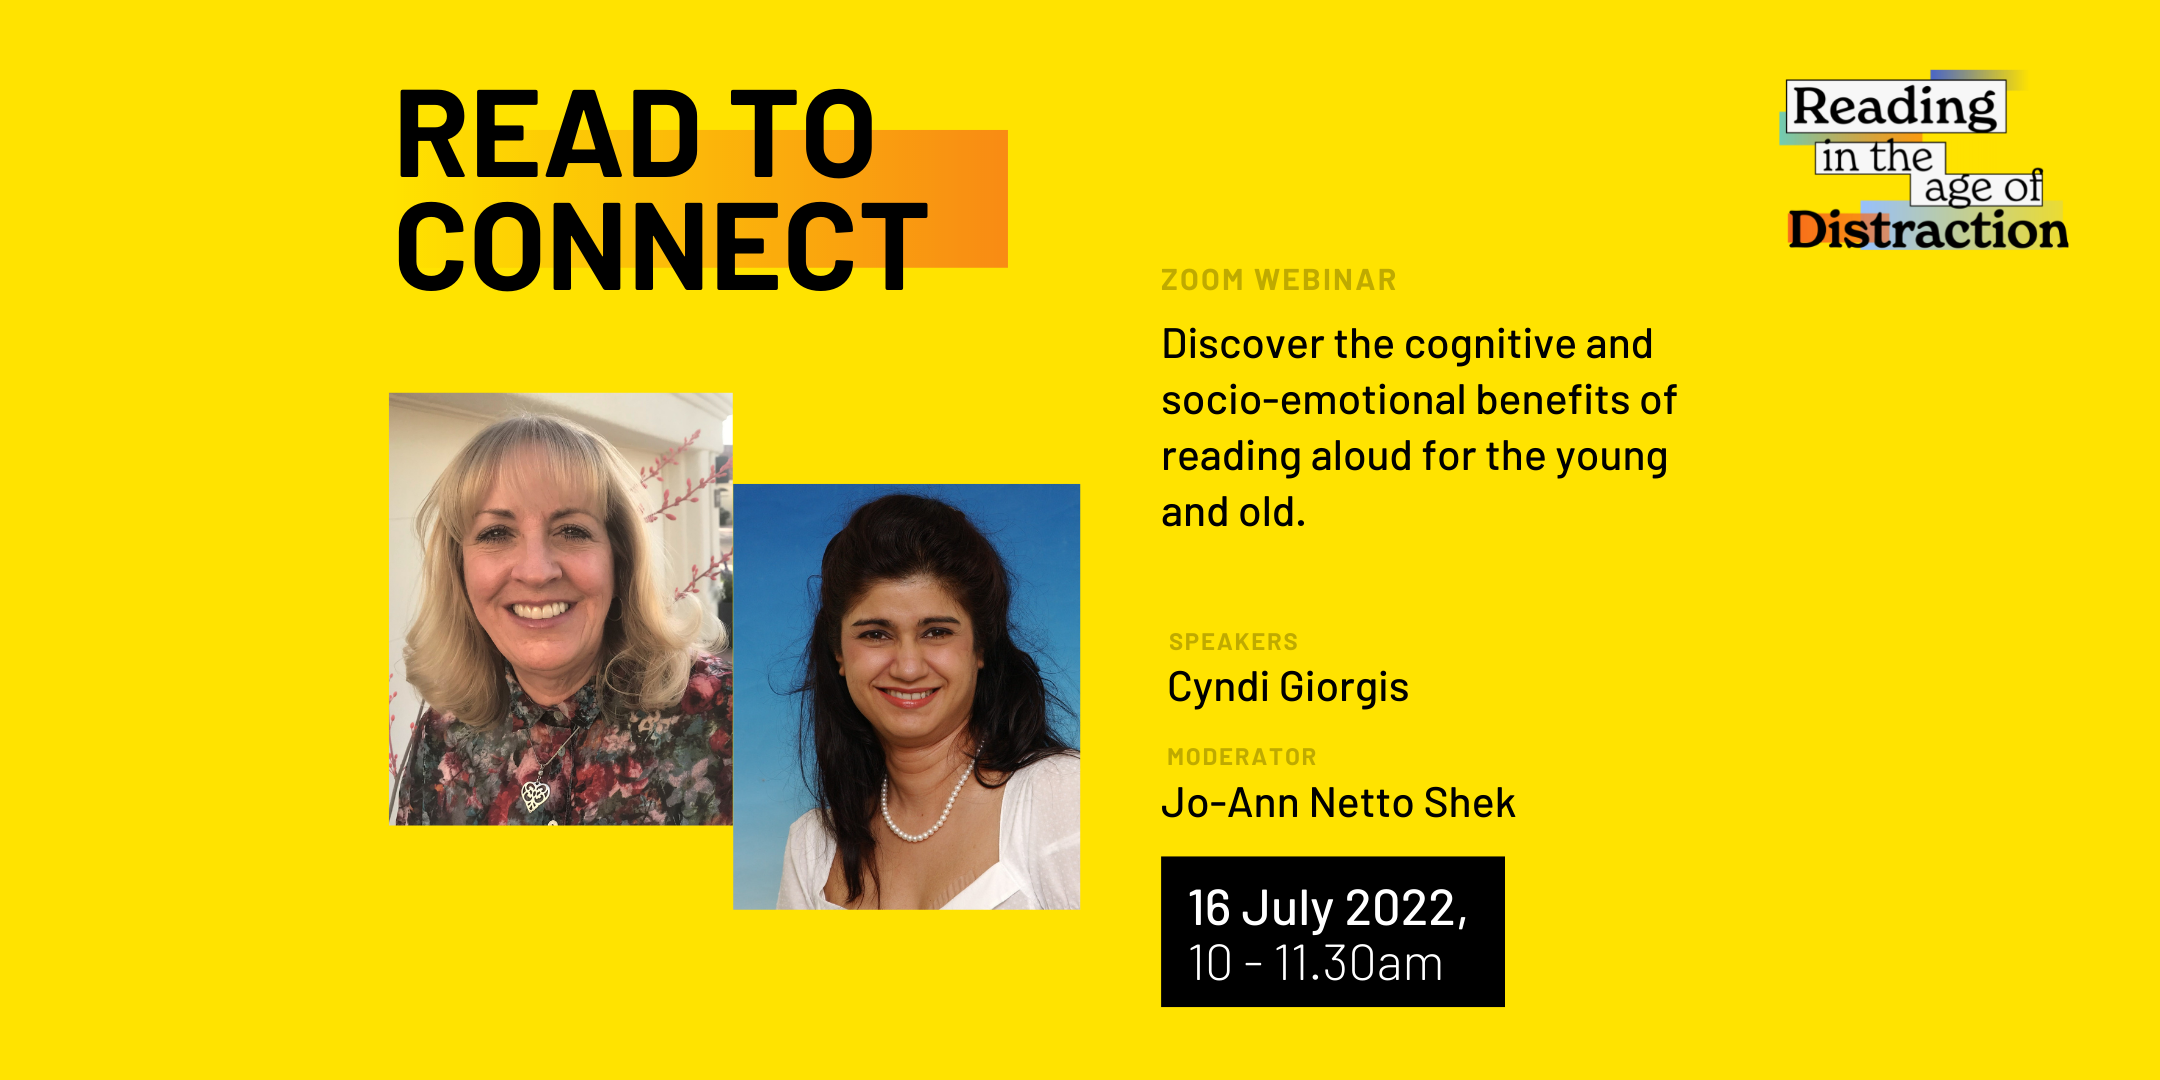 READ TO
CONNECT
Reading
in the
age of
Distraction
ZOOM WEBINAR
Discover the cognitive and
socio-emotional benefits of
reading aloud for the young
and old.
SPEAKERS
Cyndi Giorgis
MODERATOR
Jo-Ann Netto Shek
16 July 2022,
10 - 11.30am